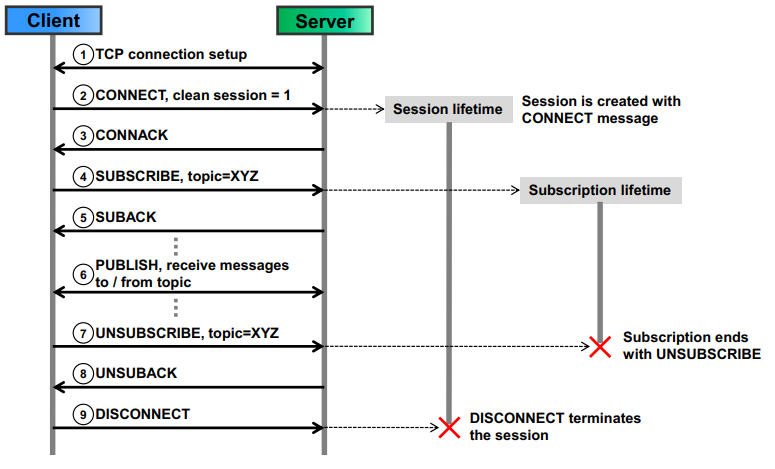 Client
Server
① TCP connection setup
② CONNECT, clean session = 1
Session lifetime
Session is created with
CONNECT message
③ CONNACK
④ SUBSCRIBE, topic=XYZ
Subscription lifetime
⑤ SUBACK
⑥ PUBLISH, receive messages
to / from topic
⑦ UNSUBSCRIBE, topic=XYZ
Subscription ends
with UNSUBSCRIBE
⑧ UNSUBACK
⑨ DISCONNECT
DISCONNECT terminates
the session